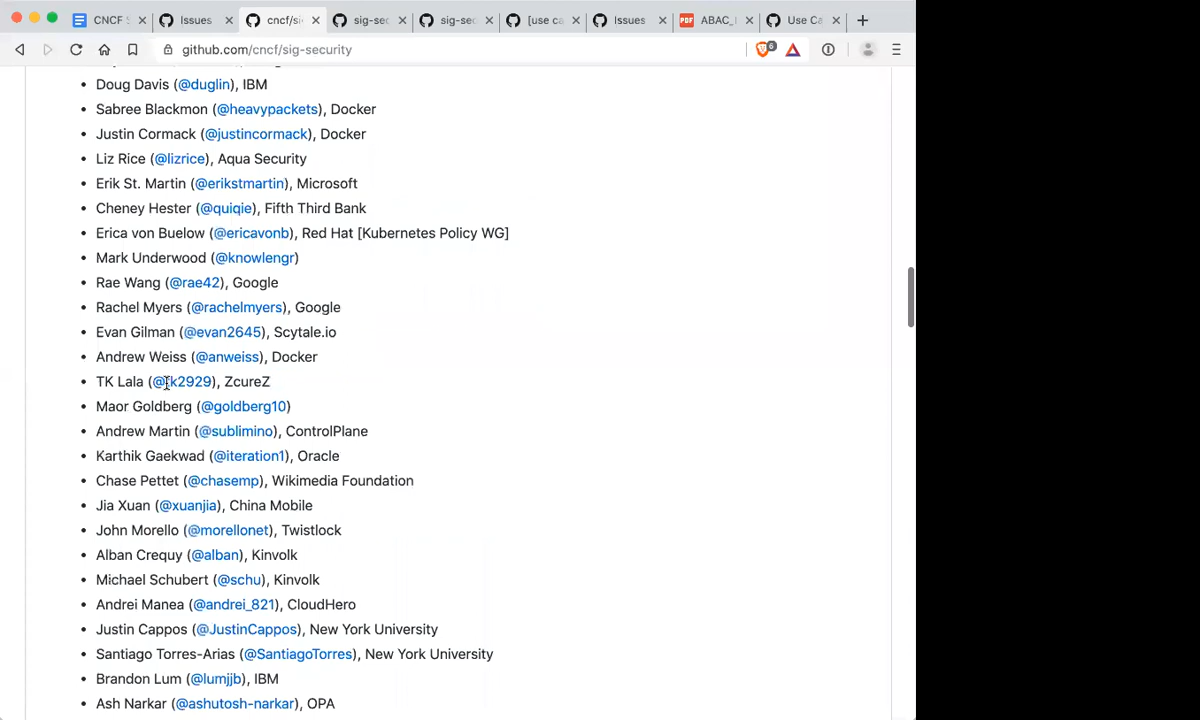 CNCF S
Issues
cncf/si
sig-sec
sig-sec
[use ca
Issues
PDF
ABAC_
Use Ca
github.com/cncf/sig-security
6
Doug Davis (@duglin), IBM
Sabree Blackmon (@heavypackets), Docker
Justin Cormack (@justincormack), Docker
Liz Rice (@lizrice), Aqua Security
Erik St. Martin (@erikstmartin), Microsoft
Cheney Hester (@quiqie), Fifth Third Bank
Erica von Buelow (@ericavonb), Red Hat [Kubernetes Policy WG]
Mark Underwood (@knowlengr)
Rae Wang (@rae42), Google
Rachel Myers (@rachelmyers), Google
Evan Gilman (@evan2645), Scytale.io
Andrew Weiss (@anweiss), Docker
TK Lala (@tk2929), ZcureZ
Maor Goldberg (@goldberg10)
Andrew Martin (@sublimino), ControlPlane
Karthik Gaekwad (@iteration1), Oracle
Chase Pettet (@chasemp), Wikimedia Foundation
Jia Xuan (@xuanjia), China Mobile
John Morello (@morellonet), Twistlock
Alban Crequy (@alban), Kinvolk
Michael Schubert (@schu), Kinvolk
Andrei Manea (@andrei_821), CloudHero
Justin Cappos (@JustinCappos), New York University
Santiago Torres-Arias (@SantiagoTorres), New York University
Brandon Lum (@lumjjb), IBM
Ash Narkar (@ashutosh-narkar), OPA